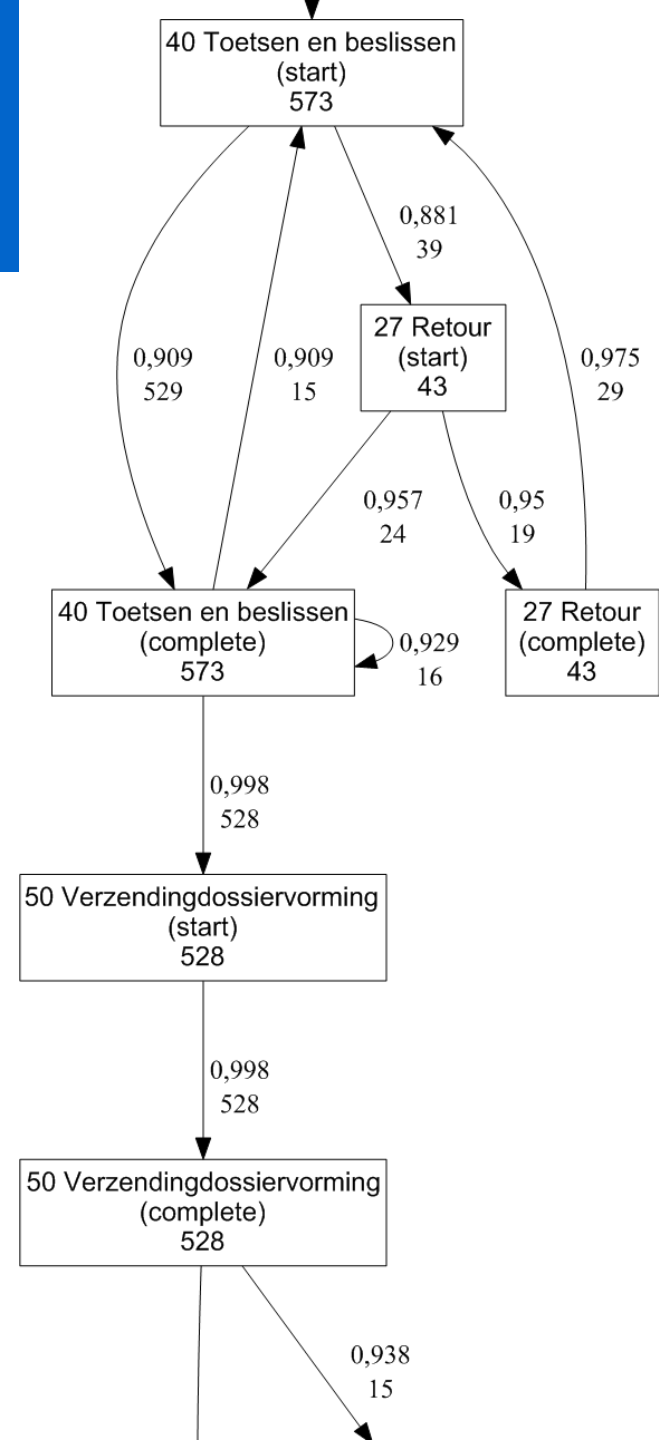 40 Toetsen en beslissen
(start)
573
0,881
39
27 Retour
(start)
43
0,909
529
0,909
15
0,975
29
0,957
24
0,95
19
40 Toetsen en beslissen
(complete)
573
0,929
16
27 Retour
(complete)
43
0,998
528
50 Verzendingdossiervorming
(start)
528
0,998
528
50 Verzendingdossiervorming
(complete)
528
0,938
15